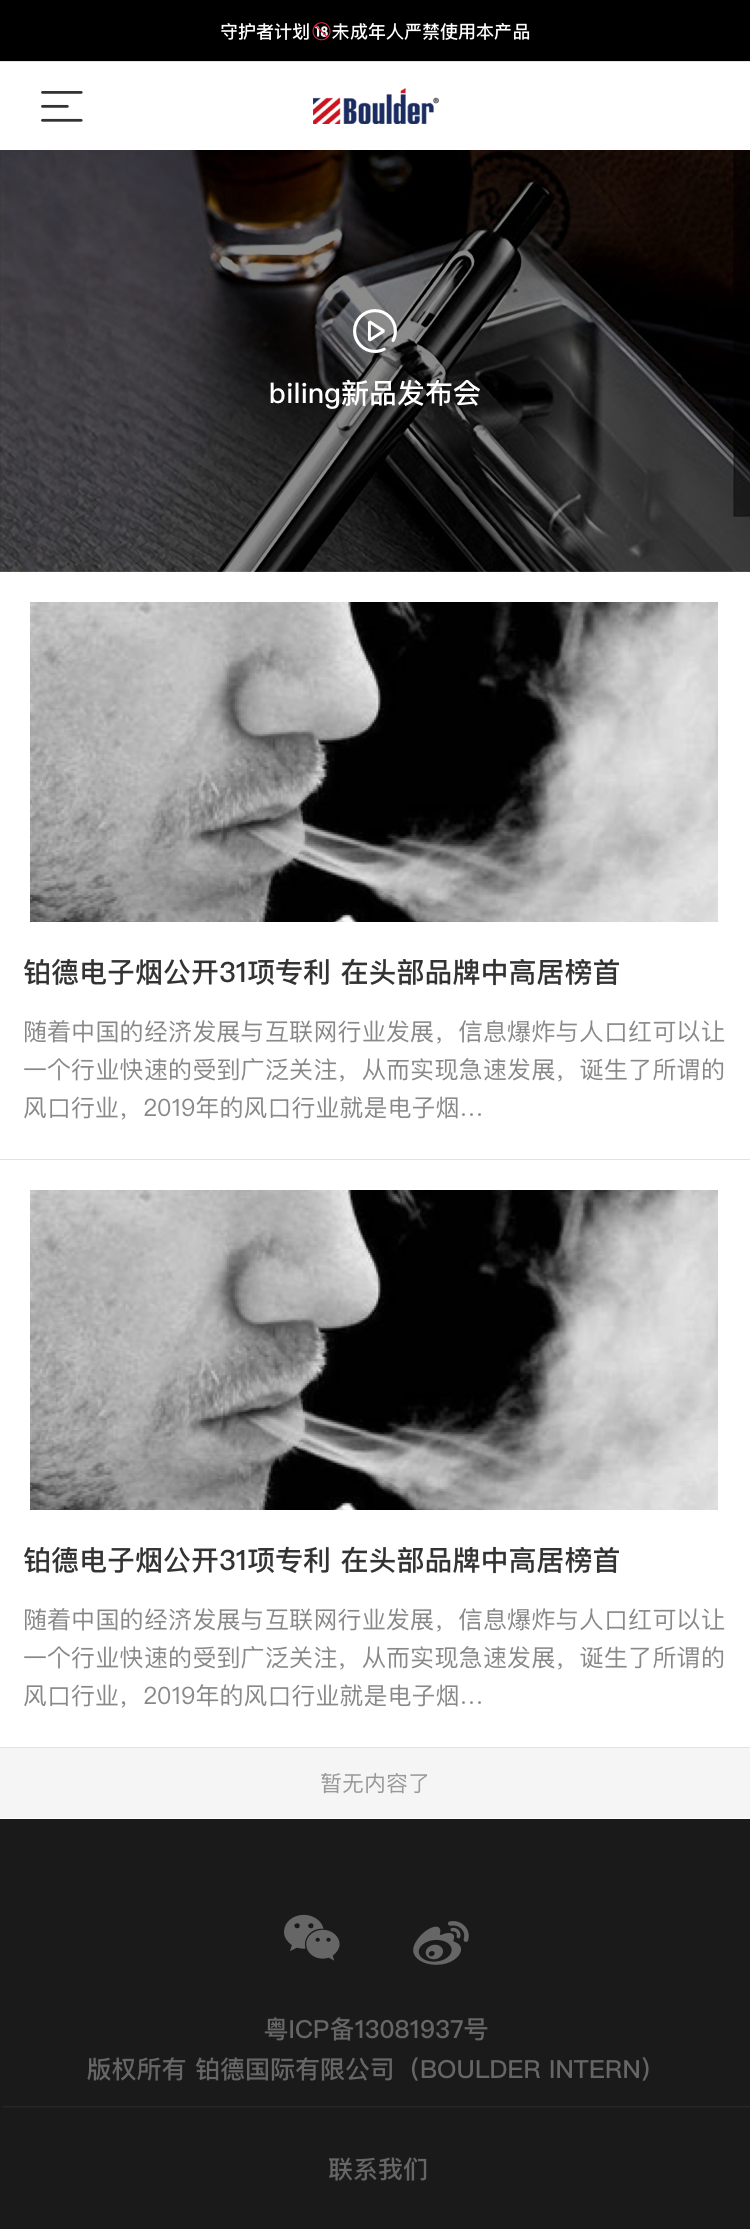 守护者计划🔞未成年人严禁使用本产品
Boulder®
biling新品发布会
铂德电子烟公开31项专利 在头部品牌中高居榜首
随着中国的经济发展与互联网行业发展，信息爆炸与人口红可以让
一个行业快速的受到广泛关注，从而实现急速发展，诞生了所谓的
风口行业，2019年的风口行业就是电子烟...
铂德电子烟公开31项专利 在头部品牌中高居榜首
随着中国的经济发展与互联网行业发展，信息爆炸与人口红可以让
一个行业快速的受到广泛关注，从而实现急速发展，诞生了所谓的
风口行业，2019年的风口行业就是电子烟...
暂无内容了
粤ICP备13081937号
版权所有 铂德国际有限公司（BOULDER INTERN）
联系我们